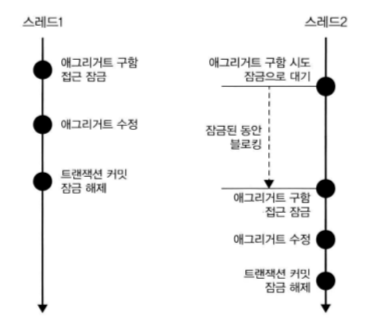 스레드1
애그리거트 구함
접근 잠금
애그리거트 수정
트랜잭션 커밋
잠금 해제
스레드2
애그리거트 구함 시도
잠금으로 대기
잠금된 동안
블로킹
애그리거트 구함
접근 잠금
애그리거트 수정
트랜잭션 커밋
잠금 해제